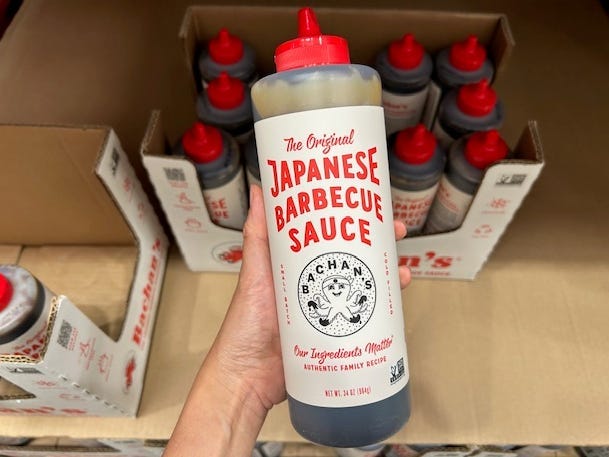 The Original
JAPANESE
BARBECUE
SAUCE
SMALL BATCH
BACHAN'S
COLD FILLED
Our Ingredients Matter
AUTHENTIC FAMILY RECIPE
NET WT. 34 OZ (964g)
Bachan's